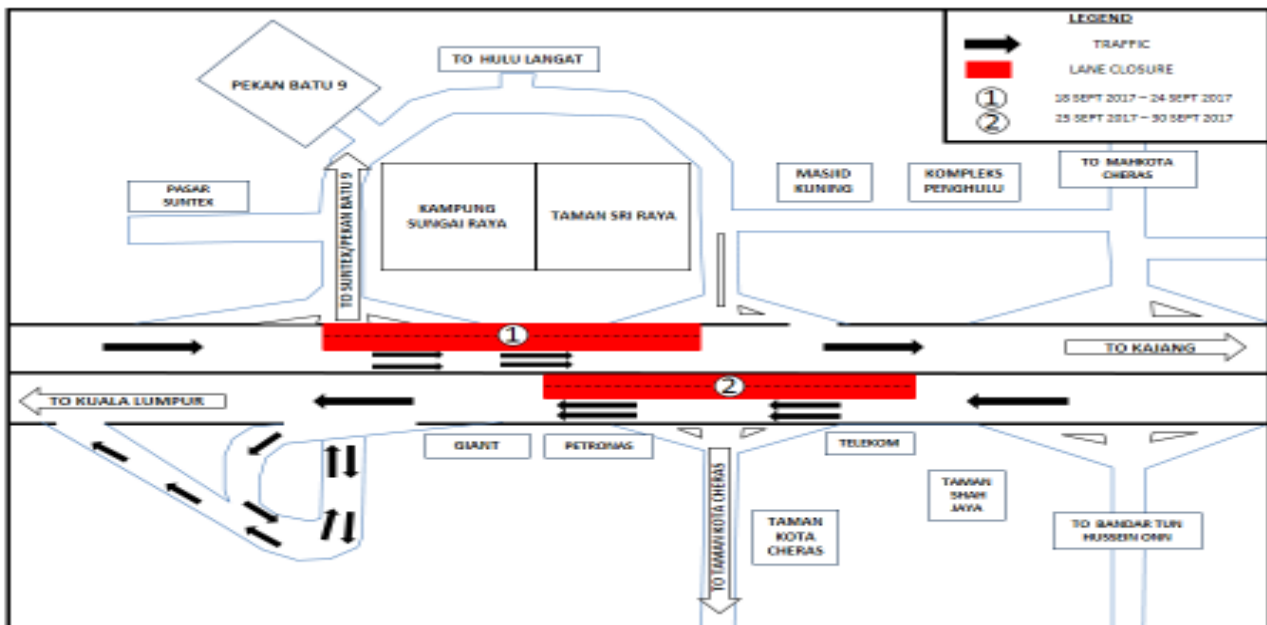 LEGEND
TRAFFIC
LANE CLOSURE
1
18 SEPT 2017 – 24 SEPT 2017
2
25 SEPT 2017 – 30 SEPT 2017
TO HULU LANGAT
PEKAN BATU 9
PASAR
SUNTEX
TO SUNTEX/PEKAN BATU 9
KAMPUNG
SUNGAI RAYA
TAMAN SRI RAYA
MASJID
KUNING
KOMPLEKS
PENGHULU
TO MAHKOTA
CHERAS
1
TO KAJANG
2
TO KUALA LUMPUR
GIANT
PETRONAS
TELEKOM
TO TAMAN KOTA CHERAS
TAMAN
KOTA
CHERAS
TAMAN
SHAH
JAYA
TO BANDAR TUN
HUSSEIN ONN